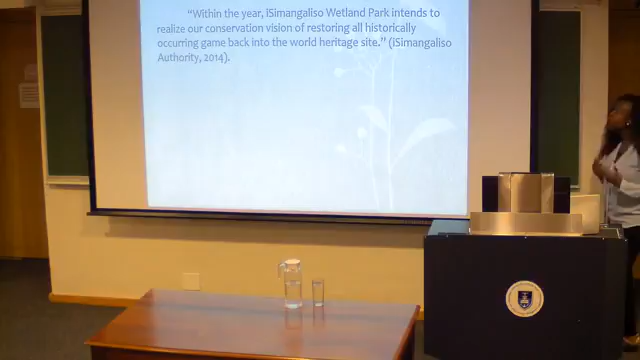 “Within the year, iSimangaliso Wetland Park intends to
realize our conservation vision of restoring all historically
occurring game back into the world heritage site.” (iSimangaliso
Authority, 2014).